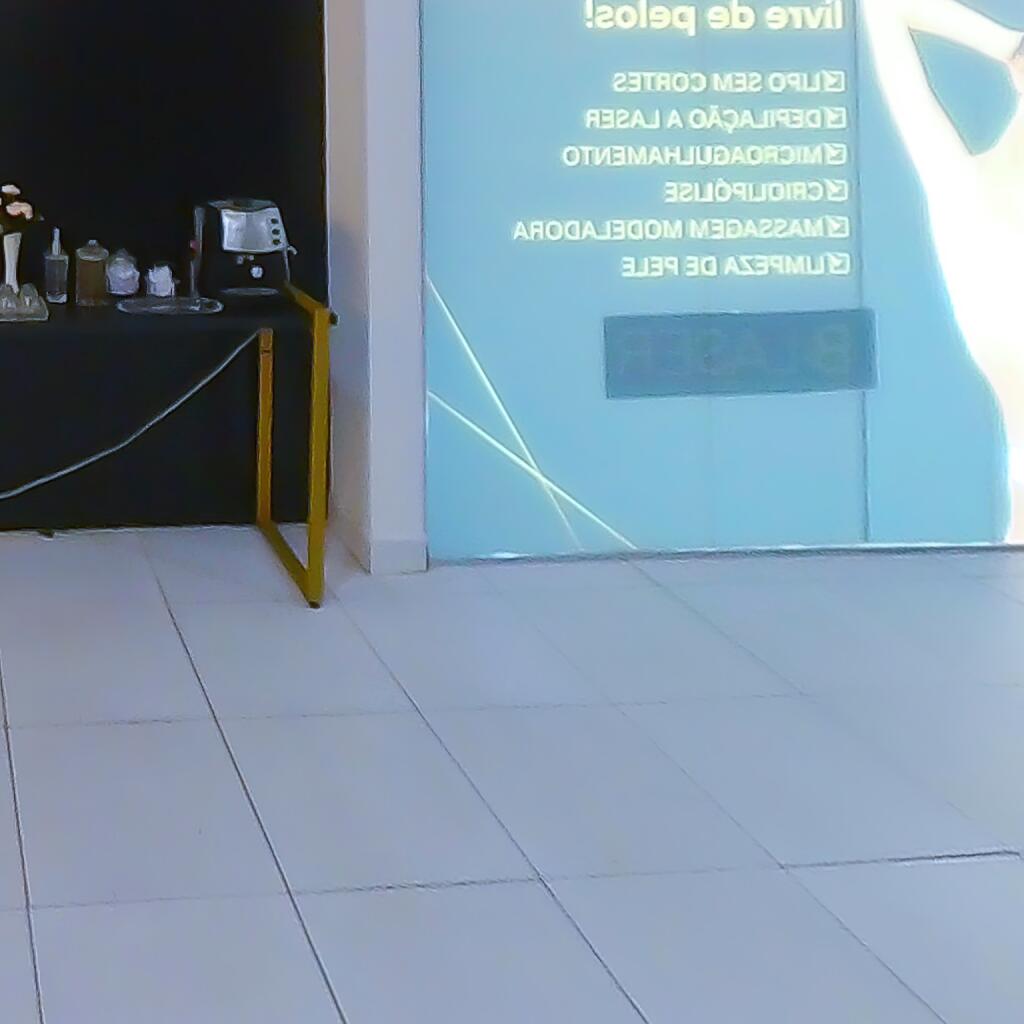 livre de pelos!
LIPO SEM CORTES
DEPILAÇÃO A LASER
MICROAGULHAMENTO
CRIOLIPÓLISE
MASSAGEM MODELADORA
LIMPEZA DE PELE